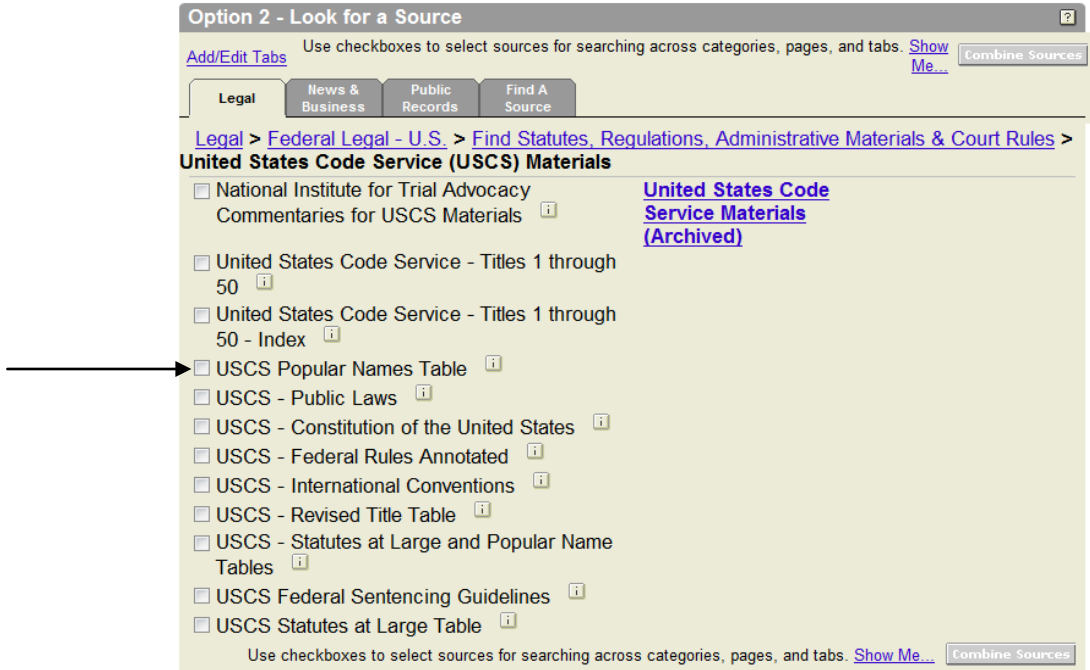 Option 2 - Look for a Source
?
Add/Edit Tabs
Use checkboxes to select sources for searching across categories, pages, and tabs. Show
Me...
Combine Sources
Legal
News &
Business
Public
Records
Find A
Source
Legal > Federal Legal - U.S. > Find Statutes, Regulations, Administrative Materials & Court Rules >
United States Code Service (USCS) Materials
National Institute for Trial Advocacy
Commentaries for USCS Materials i
United States Code Service - Titles 1 through
50 i
United States Code Service - Titles 1 through
50 - Index i
USCS Popular Names Table i
USCS - Public Laws i
USCS - Constitution of the United States i
USCS - Federal Rules Annotated i
USCS - International Conventions i
USCS - Revised Title Table i
USCS - Statutes at Large and Popular Name
Tables i
USCS Federal Sentencing Guidelines i
USCS Statutes at Large Table i
United States Code
Service Materials
(Archived)
Use checkboxes to select sources for searching across categories, pages, and tabs. Show Me...
Combine Sources